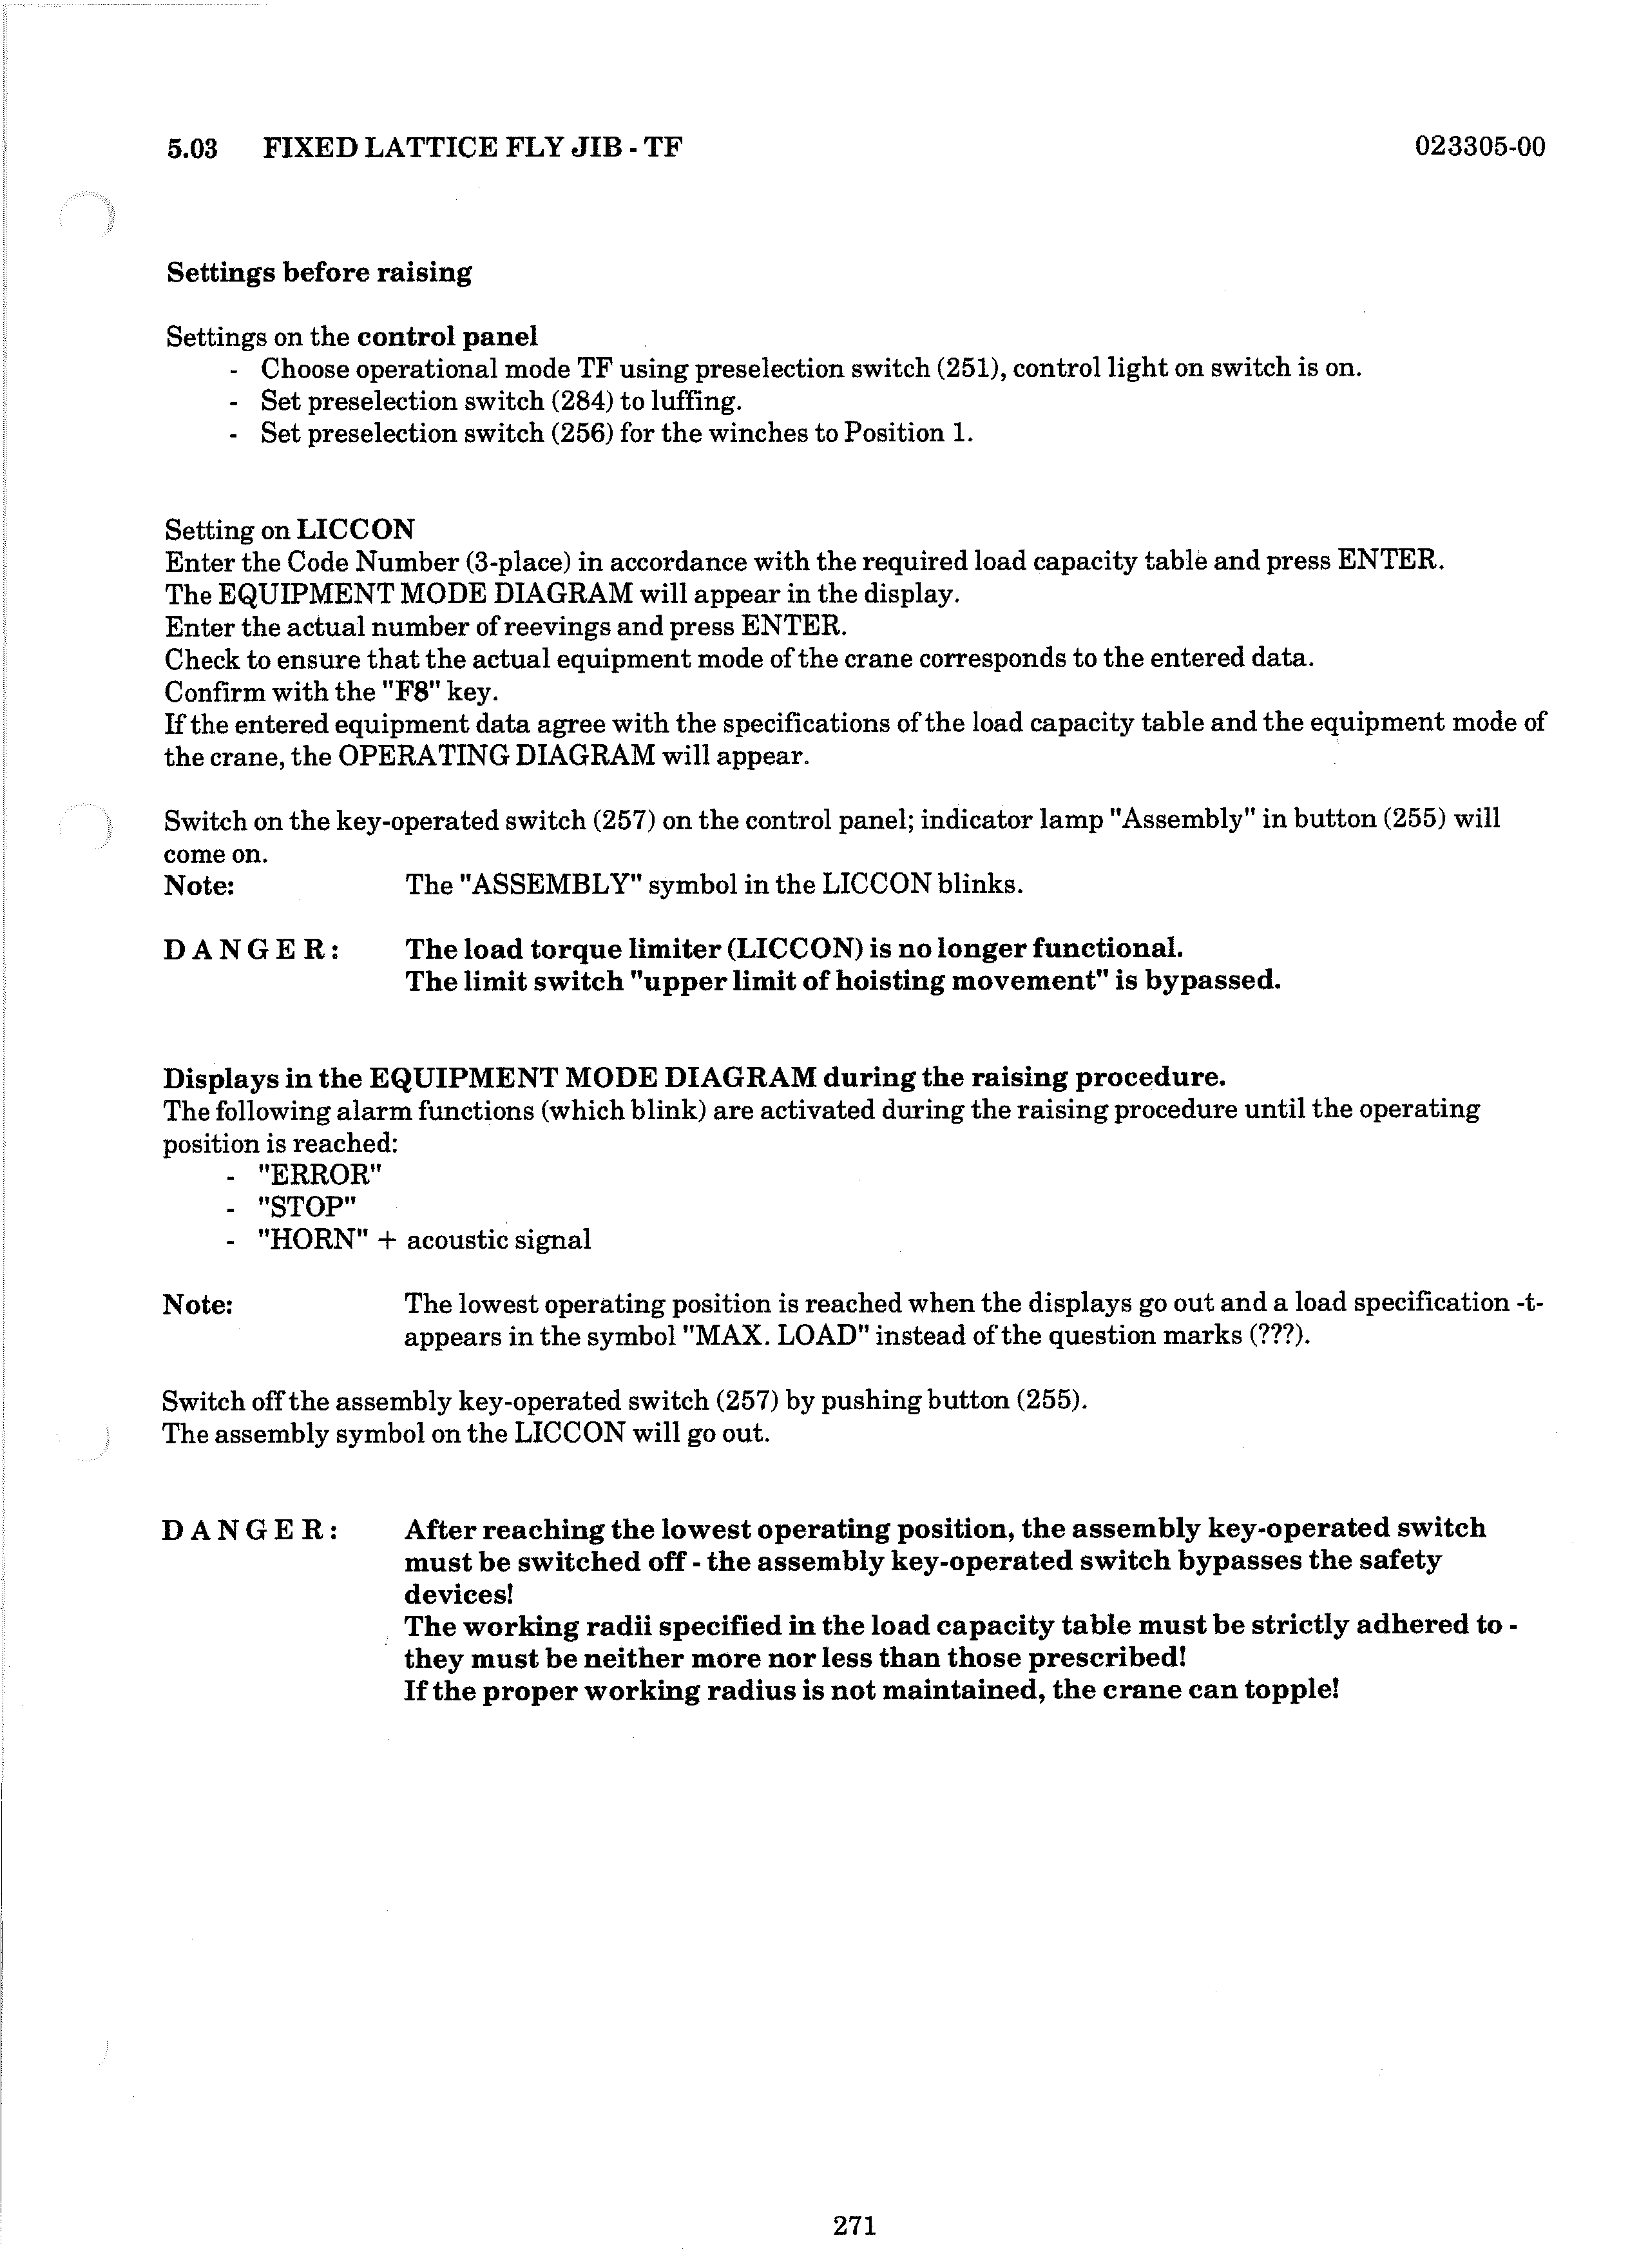 5.03 FIXED LATTICE FLY JIB - TF 023305-00
Settings before raising
Settings on the control panel
- Choose operational mode TF using preselection switch (251), control light on switch is on.
- Set preselection switch (284) to luffing.
- Set preselection switch (256) for the winches to Position 1.
Setting on LICCON
Enter the Code Number (3-place) in accordance with the required load capacity table and press ENTER.
The EQUIPMENT MODE DIAGRAM will appear in the display.
Enter the actual number of reevings and press ENTER.
Check to ensure that the actual equipment mode of the crane corresponds to the entered data.
Confirm with the "F8" key.
If the entered equipment data agree with the specifications of the load capacity table and the equipment mode of
the crane, the OPERATING DIAGRAM will appear.
Switch on the key-operated switch (257) on the control panel; indicator lamp "Assembly" in button (255) will
come on.
Note: The "ASSEMBLY" symbol in the LICCON blinks.
D A N G E R : The load torque limiter (LICCON) is no longer functional.
The limit switch "upper limit of hoisting movement" is bypassed.
Displays in the EQUIPMENT MODE DIAGRAM during the raising procedure.
The following alarm functions (which blink) are activated during the raising procedure until the operating
position is reached:
- "ERROR"
- "STOP"
- "HORN" + acoustic signal
Note: The lowest operating position is reached when the displays go out and a load specification -t-
appears in the symbol "MAX. LOAD" instead of the question marks (???).
Switch off the assembly key-operated switch (257) by pushing button (255).
The assembly symbol on the LICCON will go out.
D A N G E R : After reaching the lowest operating position, the assembly key-operated switch
must be switched off - the assembly key-operated switch bypasses the safety
devices!
The working radii specified in the load capacity table must be strictly adhered to -
they must be neither more nor less than those prescribed!
If the proper working radius is not maintained, the crane can topple!
271